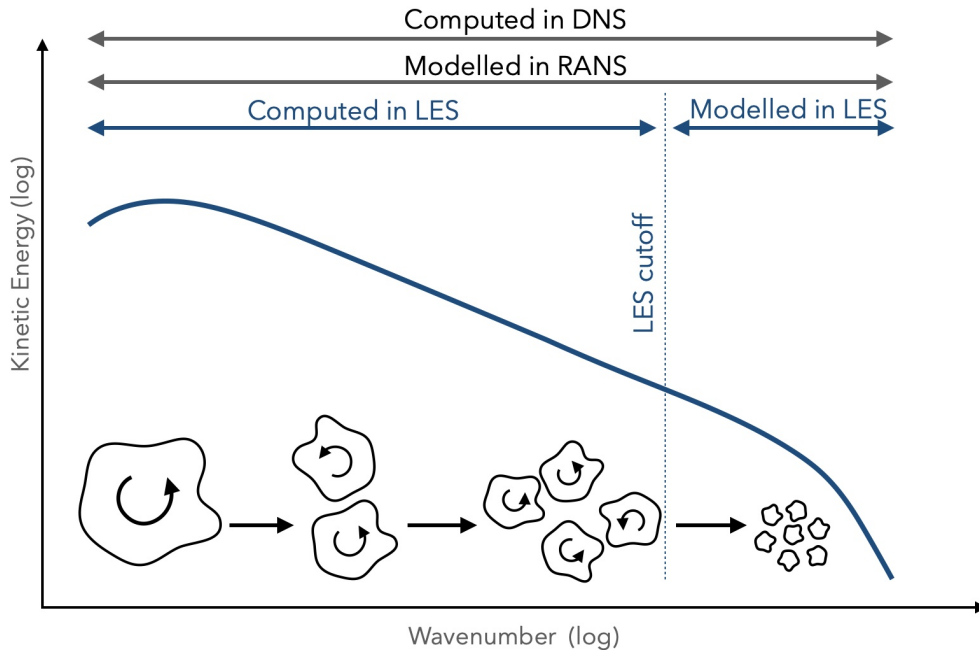 Computed in DNS
Modelled in RANS
Computed in LES
Modelled in LES
Kinetic Energy (log)
LES cutoff
Wavenumber (log)